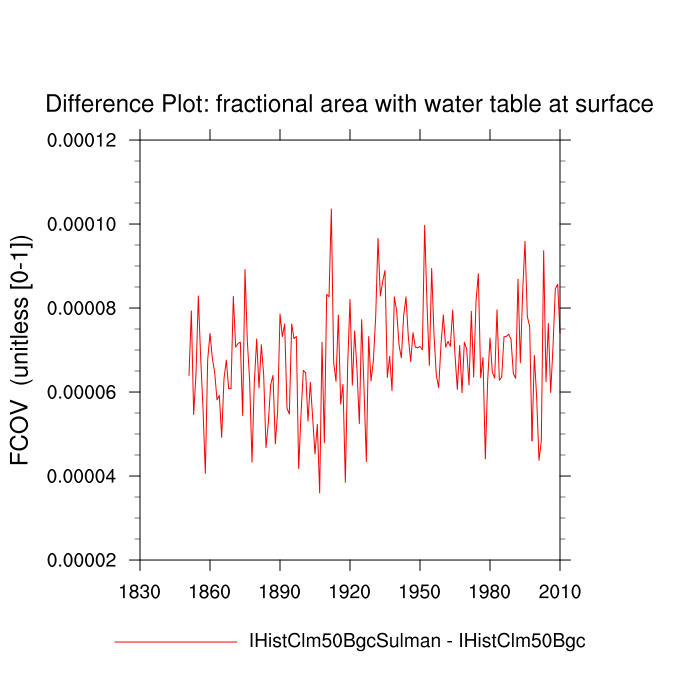 Difference Plot: fractional area with water table at surface
0.00012
0.00010
0.00008
0.00006
0.00004
0.00002
FCOV (unitless [0-1])
1830 1860 1890 1920 1950 1980 2010
IHistClm50BgcSulman - IHistClm50Bgc